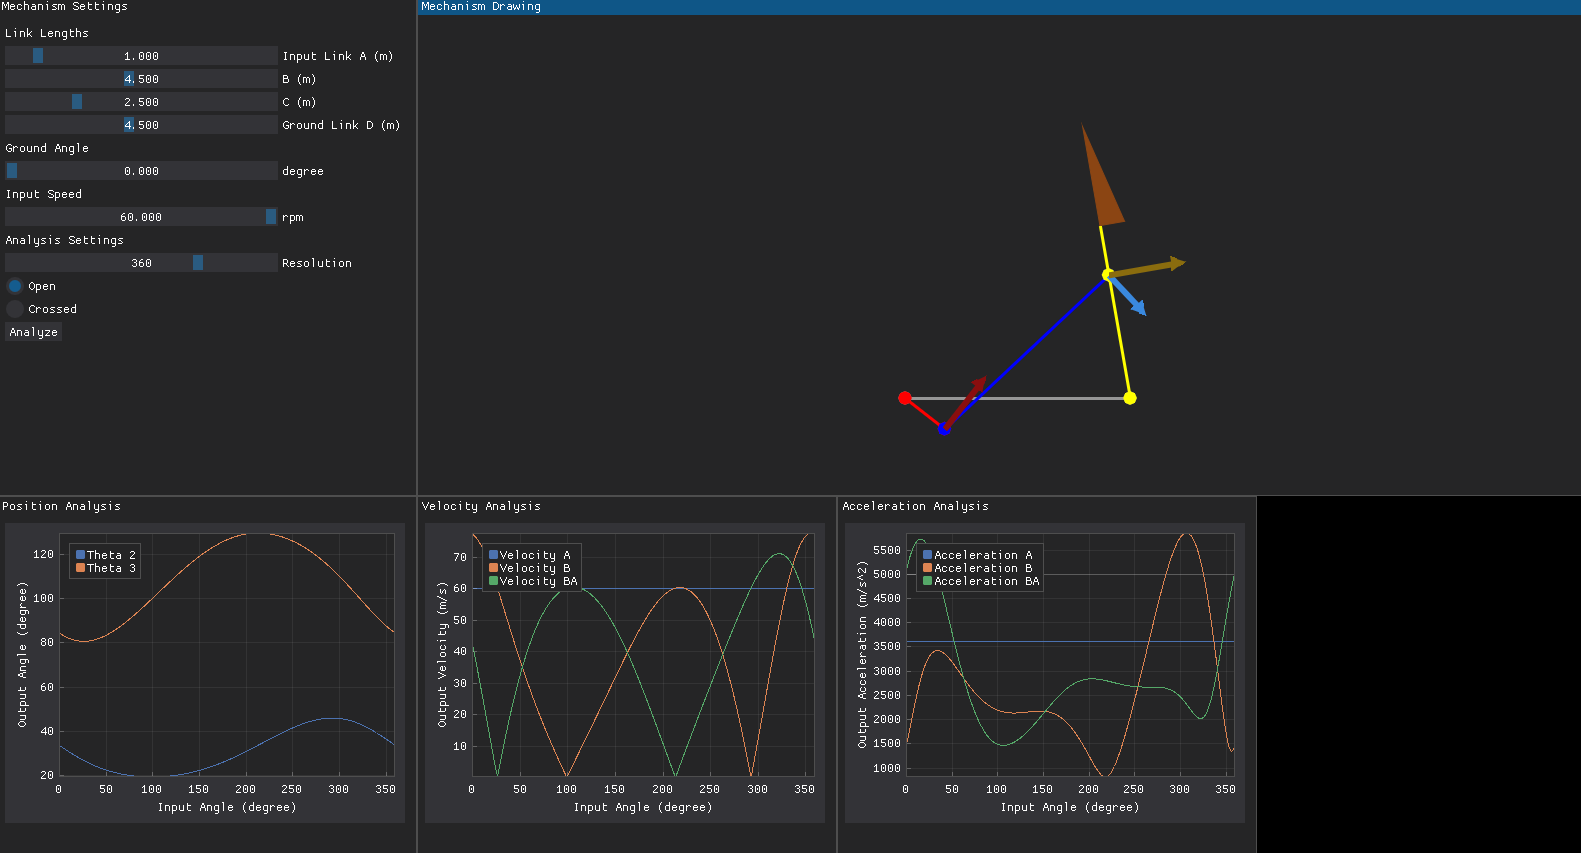 Mechanism Settings
Link Lengths
1.000 Input Link A (m)
4.500 B (m)
2.500 C (m)
4.500 Ground Link D (m)
Ground Angle
0.000 degree
Input Speed
60.000 rpm
Analysis Settings
360 Resolution
Open
Crossed
Analyze
Mechanism Drawing
Position Analysis
Output Angle (degree)
120
100
80
60
40
20
Theta 2
Theta 3
0 50 100 150 200 250 300 350
Input Angle (degree)
Velocity Analysis
Output Velocity (m/s)
70
60
50
40
30
20
10
Velocity A
Velocity B
Velocity BA
0 50 100 150 200 250 300 350
Input Angle (degree)
Acceleration Analysis
Output Acceleration (m/s^2)
5500
5000
4500
4000
3500
3000
2500
2000
1500
1000
Acceleration A
Acceleration B
Acceleration BA
0 50 100 150 200 250 300 350
Input Angle (degree)